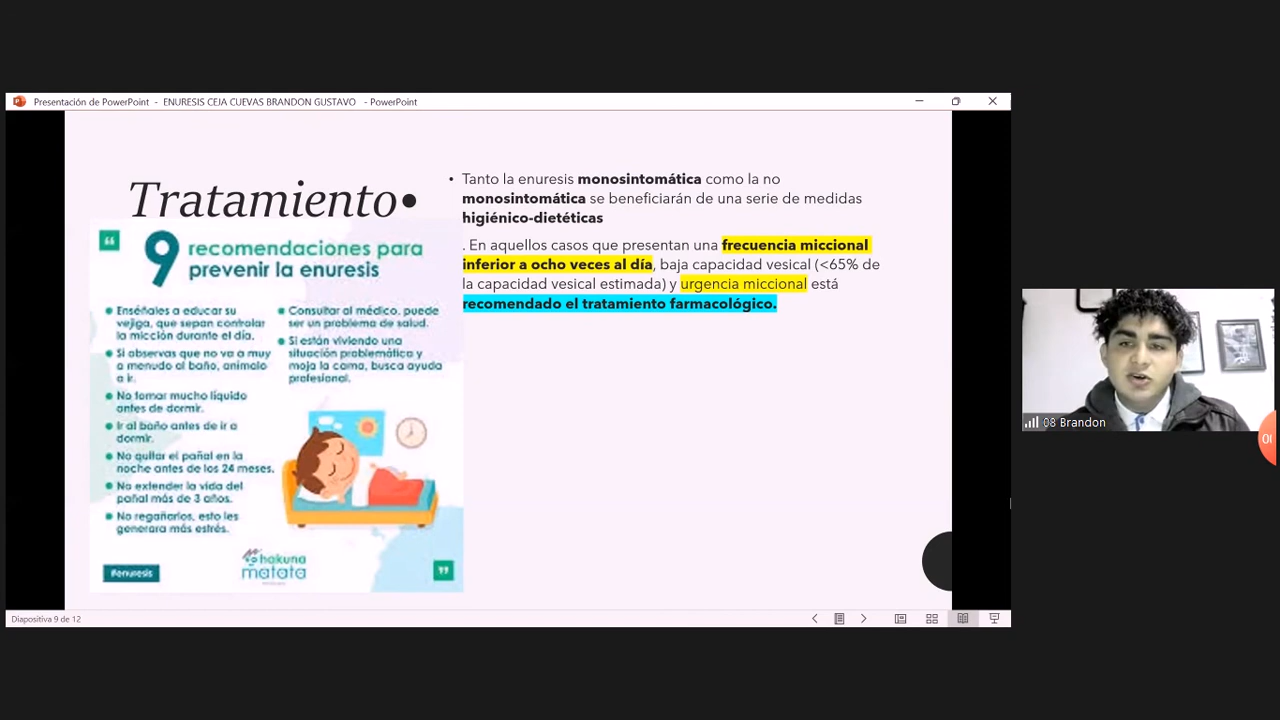 Presentación de PowerPoint - ENURESIS CEJA CUEVAS BRANDON GUSTAVO - PowerPoint
Tratamiento•
9 recomendaciones para
prevenir la enuresis
Enséñales a educar su
vejiga, que sepan controlar
la micción durante el día.
Si observas que no va a muy
a menudo al baño, anímalo
a ir.
No tomar mucho líquido
antes de dormir.
Ir al baño antes de ir a
dormir.
No quitar el pañal en la
noche antes de los 24 meses.
No extender la vida del
pañal más de 3 años.
No regañarlos, esto les
generara más estrés.
Consultar al médico, puede
ser un problema de salud.
Si están viviendo una
situación problemática y
moja la cama, busca ayuda
profesional.
#enuresis
hakuna
matata
• Tanto la enuresis monosintomática como la no
monosintomática se beneficiarán de una serie de medidas
higiénico-dietéticas
. En aquellos casos que presentan una frecuencia miccional
inferior a ocho veces al día, baja capacidad vesical (<65% de
la capacidad vesical estimada) y urgencia miccional está
recomendado el tratamiento farmacológico.
08 Brandon
Diapositiva 9 de 12